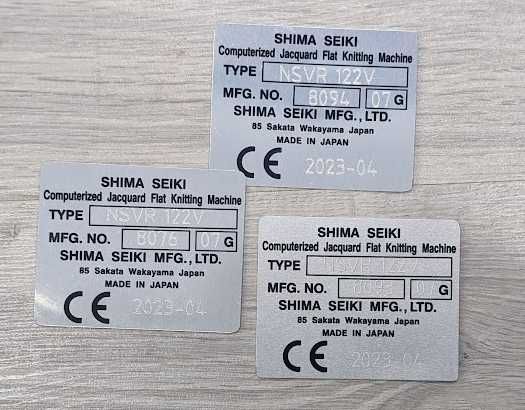 SHIMA SEIKI
Computerized Jacquard Flat Knitting Machine
TYPE NSVR 122V
MFG. NO. 8094 07 G
SHIMA SEIKI MFG., LTD.
85 Sakata Wakayama Japan
MADE IN JAPAN
CE 2023-04
SHIMA SEIKI
Computerized Jacquard Flat Knitting Machine
TYPE NSVR 122V
MFG. NO. 8076 07 G
SHIMA SEIKI MFG., LTD.
85 Sakata Wakayama Japan
MADE IN JAPAN
CE 2023-04
SHIMA SEIKI
Computerized Jacquard Flat Knitting Machine
TYPE NSVR 122V
MFG. NO. 07 G
SHIMA SEIKI MFG., LTD.
85 Sakata Wakayama Japan
MADE IN JAPAN
CE 2023-04